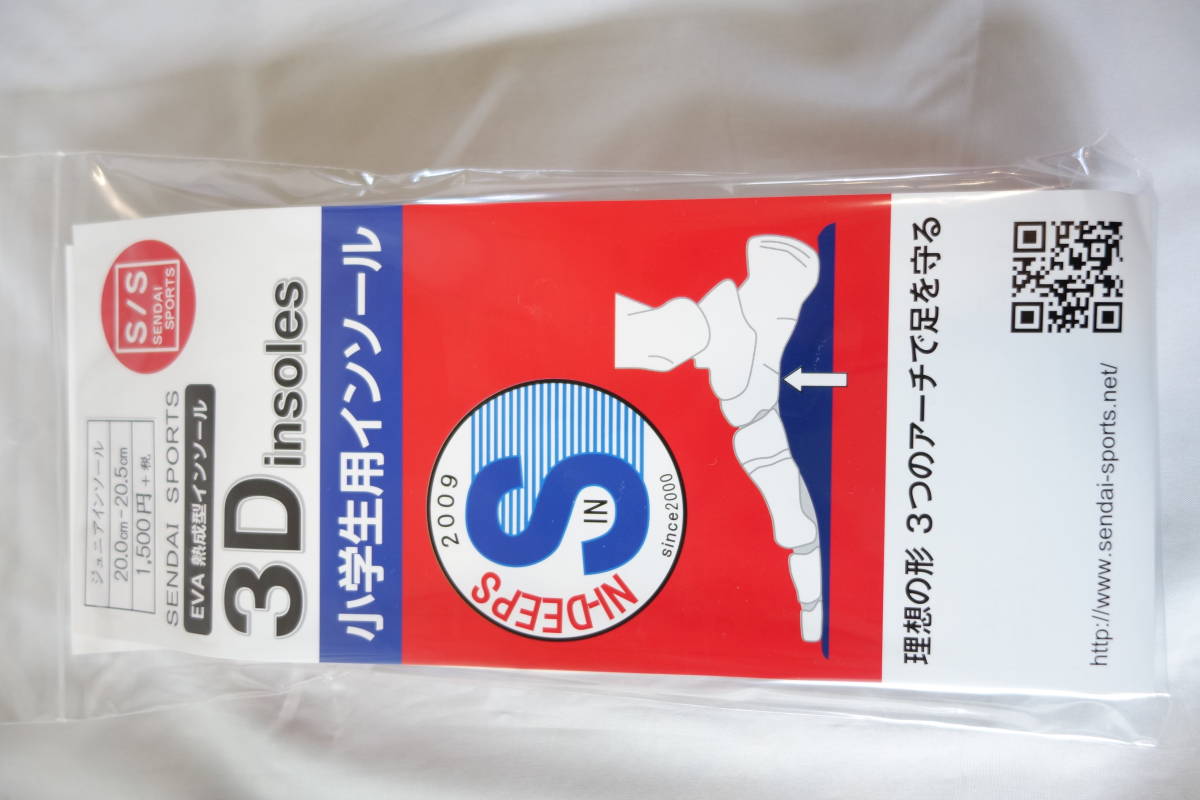 ジュニアインソール
20.0cm-20.5cm
1,500円+税
S/S
SENDAI
SPORTS
SENDAI SPORTS
EVA 熱成型インソール
3D insoles
小学生用インソール
2009
S
IN
NI-DEEPS
since2000
理想の形 3つのアーチで足を守る
http://www.sendai-sports.net/